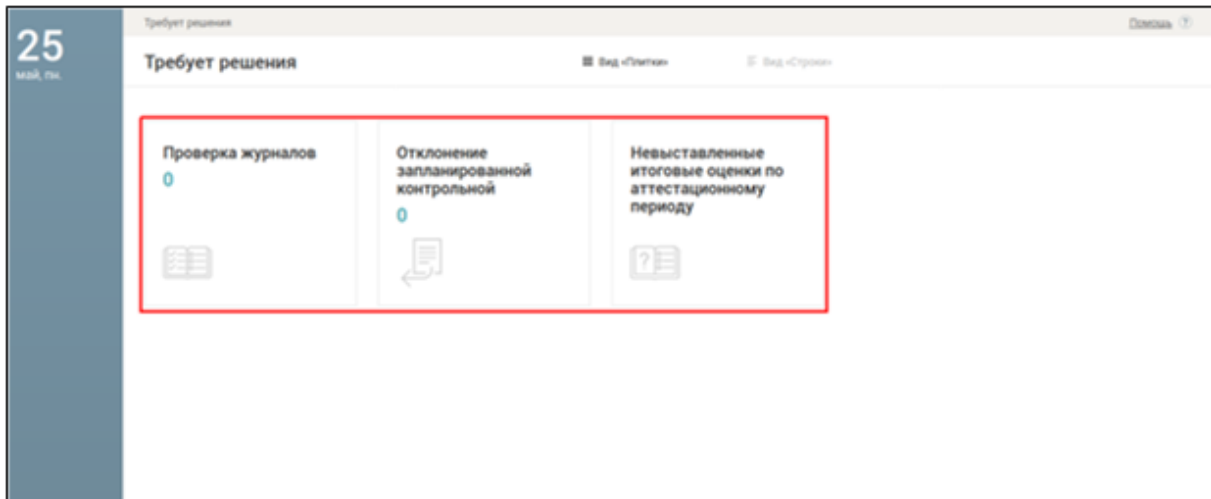 25
май, пн.
Требует решения
Помощь ?
Требует решения
Вид «Плитки»
Вид «Строки»
Проверка журналов
0
Отклонение
запланированной
контрольной
0
Невыставленные
итоговые оценки по
аттестационному
периоду
?